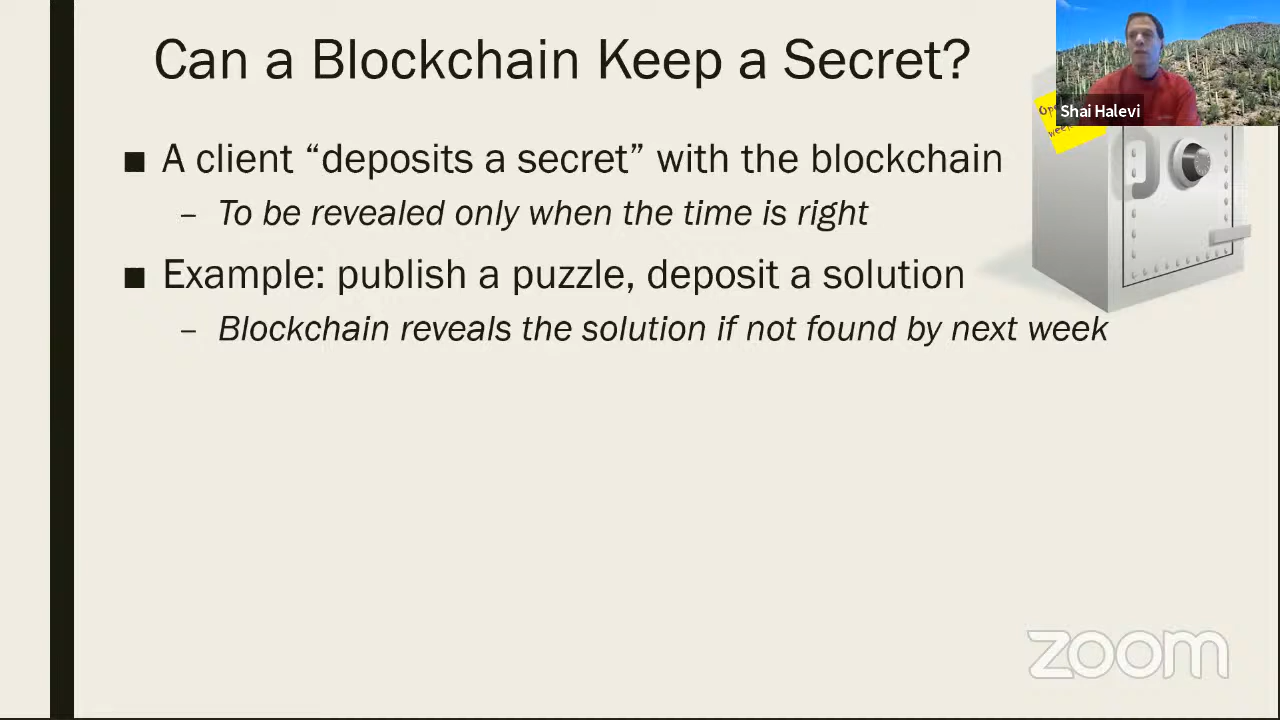 Can a Blockchain Keep a Secret?
Shai Halevi
■ A client “deposits a secret” with the blockchain
– To be revealed only when the time is right
■ Example: publish a puzzle, deposit a solution
– Blockchain reveals the solution if not found by next week
zoom